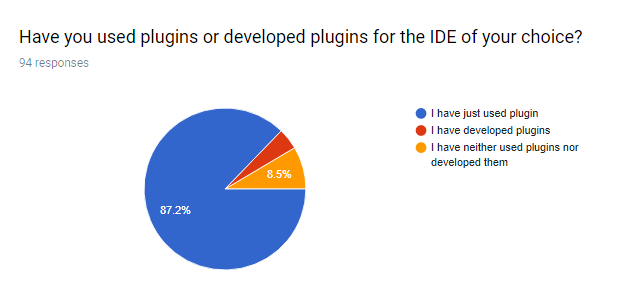 Have you used plugins or developed plugins for the IDE of your choice?
94 responses
I have just used plugin
I have developed plugins
I have neither used plugins nor
developed them
8.5%
87.2%